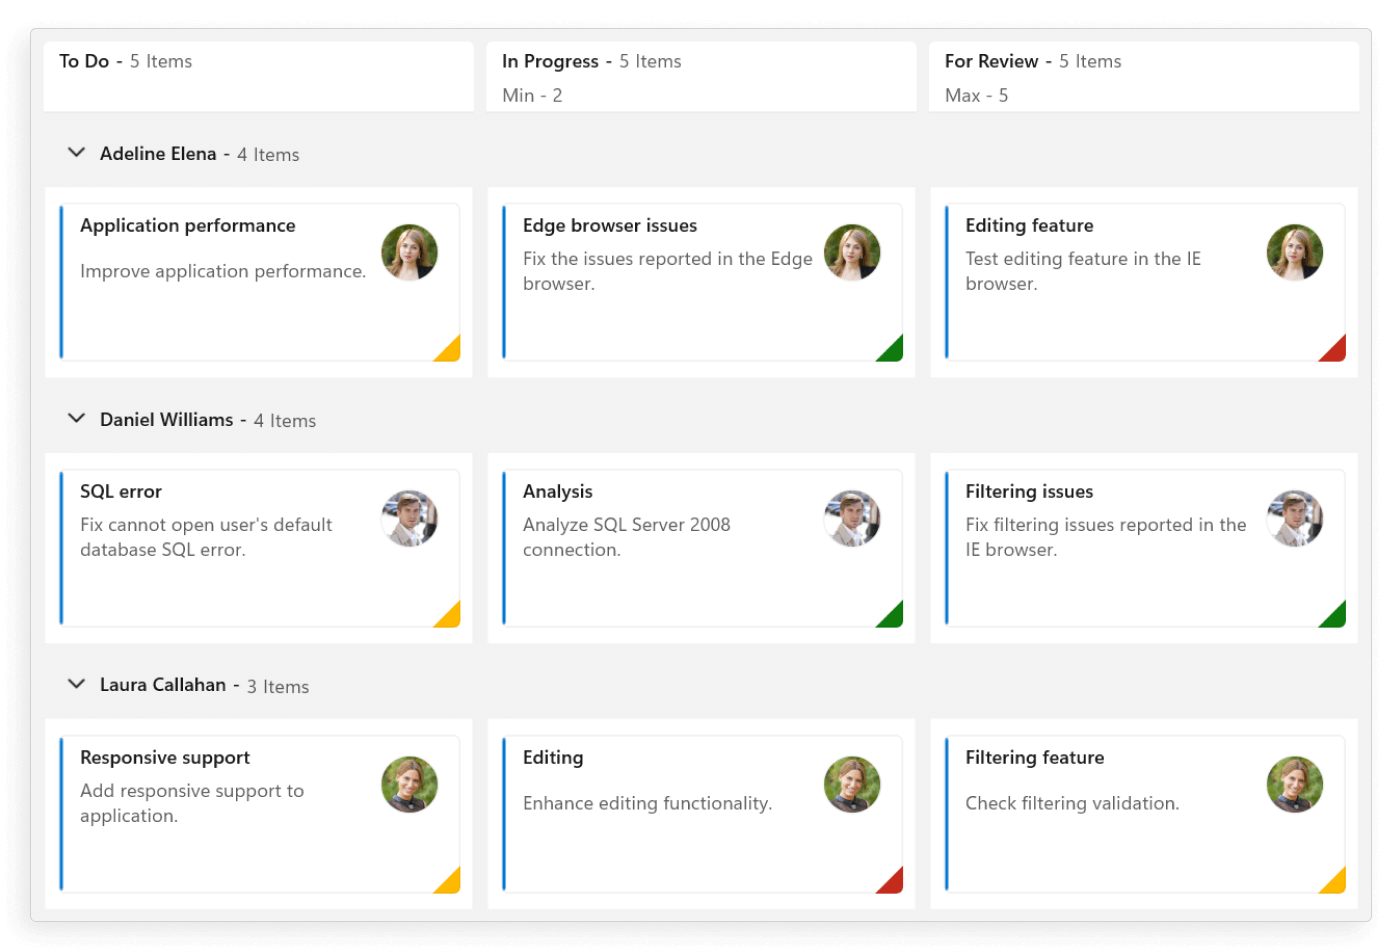 To Do - 5 Items
In Progress - 5 Items
Min - 2
For Review - 5 Items
Max - 5
Adeline Elena - 4 Items
Application performance
Improve application performance.
Edge browser issues
Fix the issues reported in the Edge
browser.
Editing feature
Test editing feature in the IE
browser.
Daniel Williams - 4 Items
SQL error
Fix cannot open user's default
database SQL error.
Analysis
Analyze SQL Server 2008
connection.
Filtering issues
Fix filtering issues reported in the
IE browser.
Laura Callahan - 3 Items
Responsive support
Add responsive support to
application.
Editing
Enhance editing functionality.
Filtering feature
Check filtering validation.